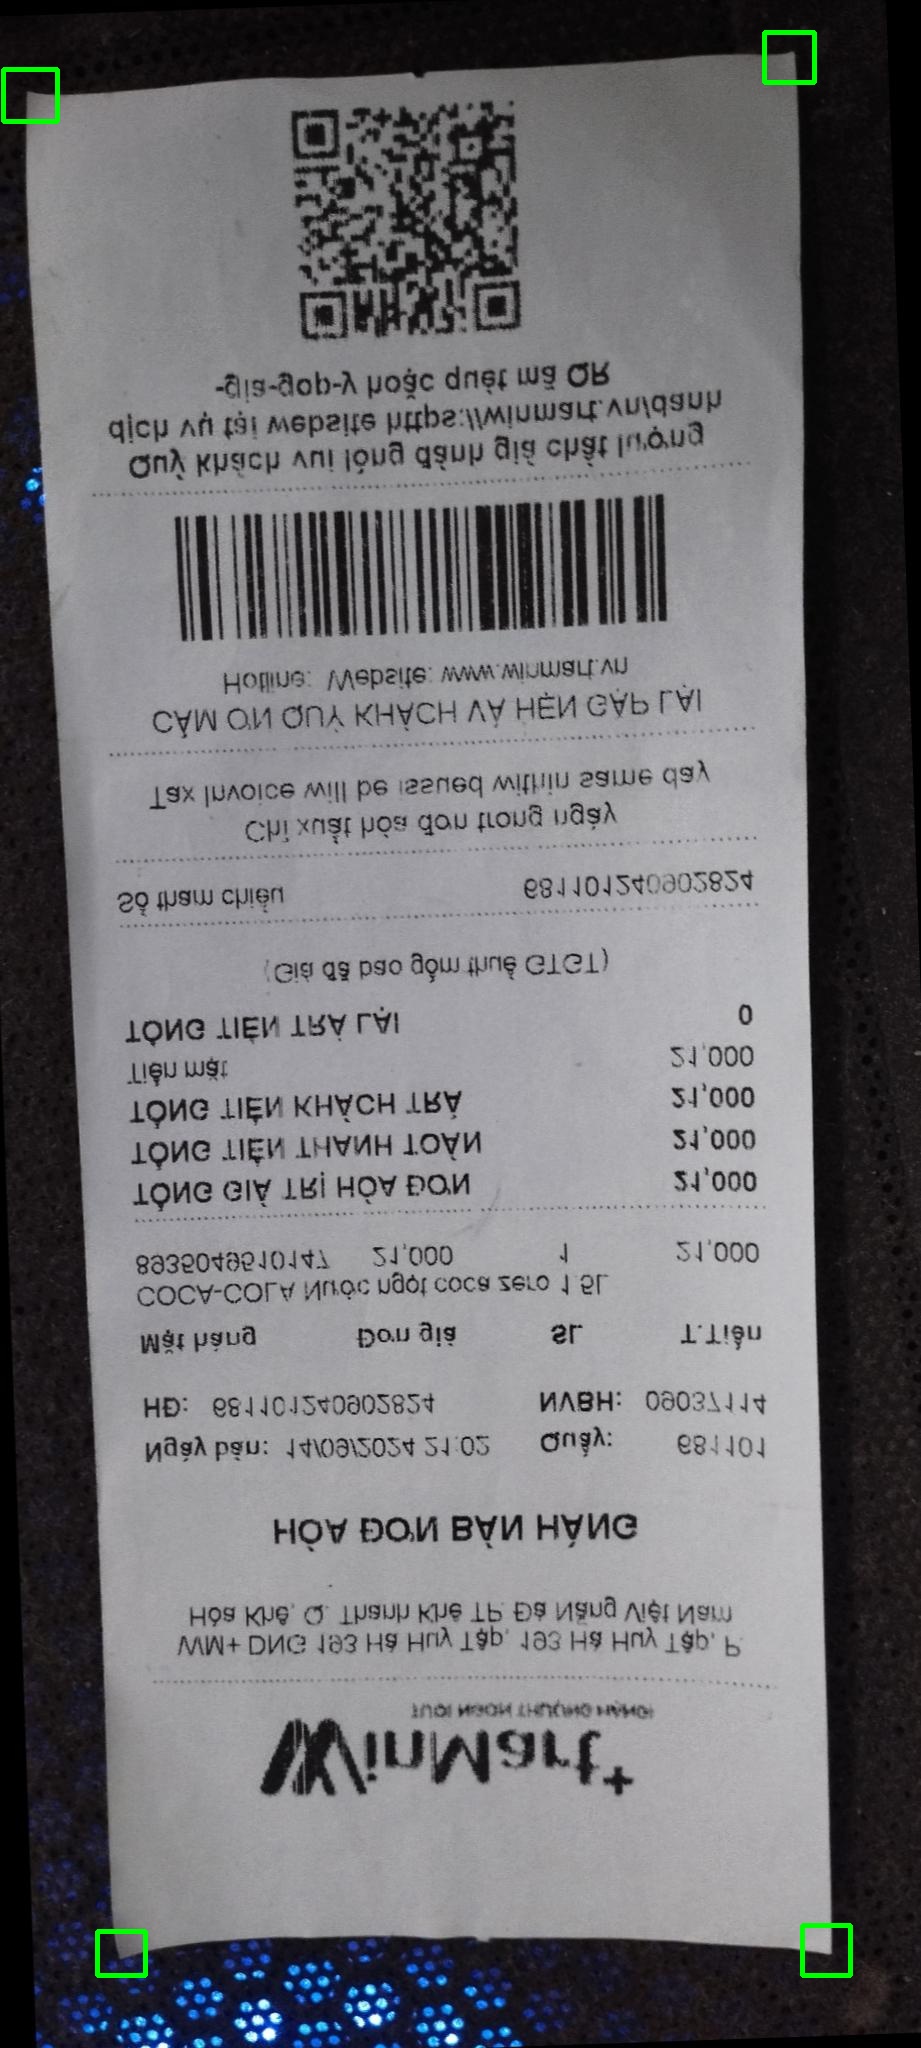 WinMart+
TƯƠI NGON THƯỢNG HẠNG!
WM+ DNG 193 Hà Huy Tập, 193 Hà Huy Tập, P.
Hòa Khê, Q. Thanh Khê TP. Đà Nẵng Việt Nam
HÓA ĐƠN BÁN HÀNG
Ngày bán: 14/09/2024 21:02 Quầy: 681101
HĐ: 681101240902824 NVBH: 09037114
Mặt hàng Đơn giá SL T.Tiền
COCA-COLA Nước ngọt coca zero 1.5L
8935049510147 21,000 1 21,000
TỔNG GIÁ TRỊ HÓA ĐƠN 21,000
TỔNG TIỀN THANH TOÁN 21,000
TỔNG TIỀN KHÁCH TRẢ 21,000
Tiền mặt 21,000
TỔNG TIỀN TRẢ LẠI 0
(Giá đã bao gồm thuế GTGT)
Số tham chiếu 681101240902824
Chỉ xuất hóa đơn trong ngày
Tax Invoice will be issued within same day
CẢM ƠN QUÝ KHÁCH VÀ HẸN GẶP LẠI
Hotline: Website: www.winmart.vn
Quý khách vui lòng đánh giá chất lượng
dịch vụ tại website https://winmart.vn/danh
-gia-gop-y hoặc quét mã QR